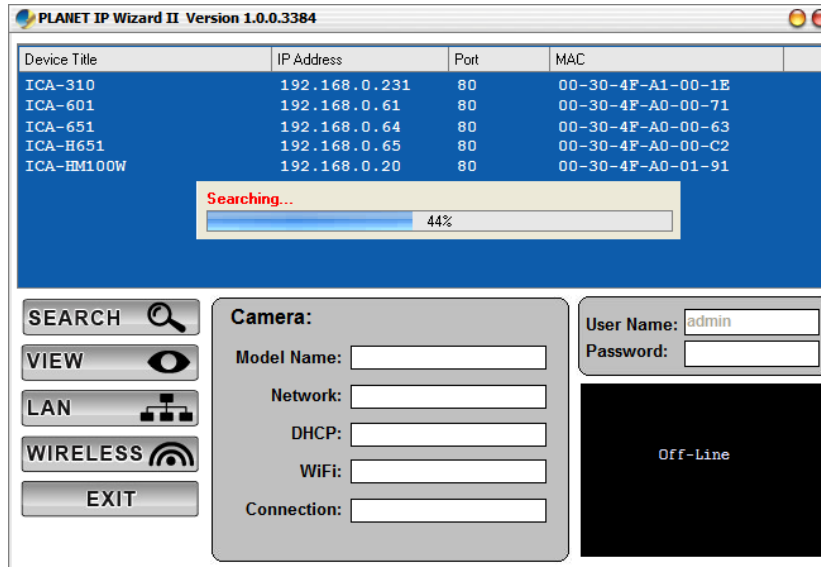 PLANET IP Wizard II Version 1.0.0.3384
Device Title IP Address Port MAC
ICA-310 192.168.0.231 80 00-30-4F-A1-00-1E
ICA-601 192.168.0.61 80 00-30-4F-A0-00-71
ICA-651 192.168.0.64 80 00-30-4F-A0-00-63
ICA-H651 192.168.0.65 80 00-30-4F-A0-00-C2
ICA-HM100W 192.168.0.20 80 00-30-4F-A0-01-91
Searching...
44%
SEARCH
VIEW
LAN
WIRELESS
EXIT
Camera:
Model Name:
Network:
DHCP:
WiFi:
Connection:
User Name: admin
Password:
Off-Line